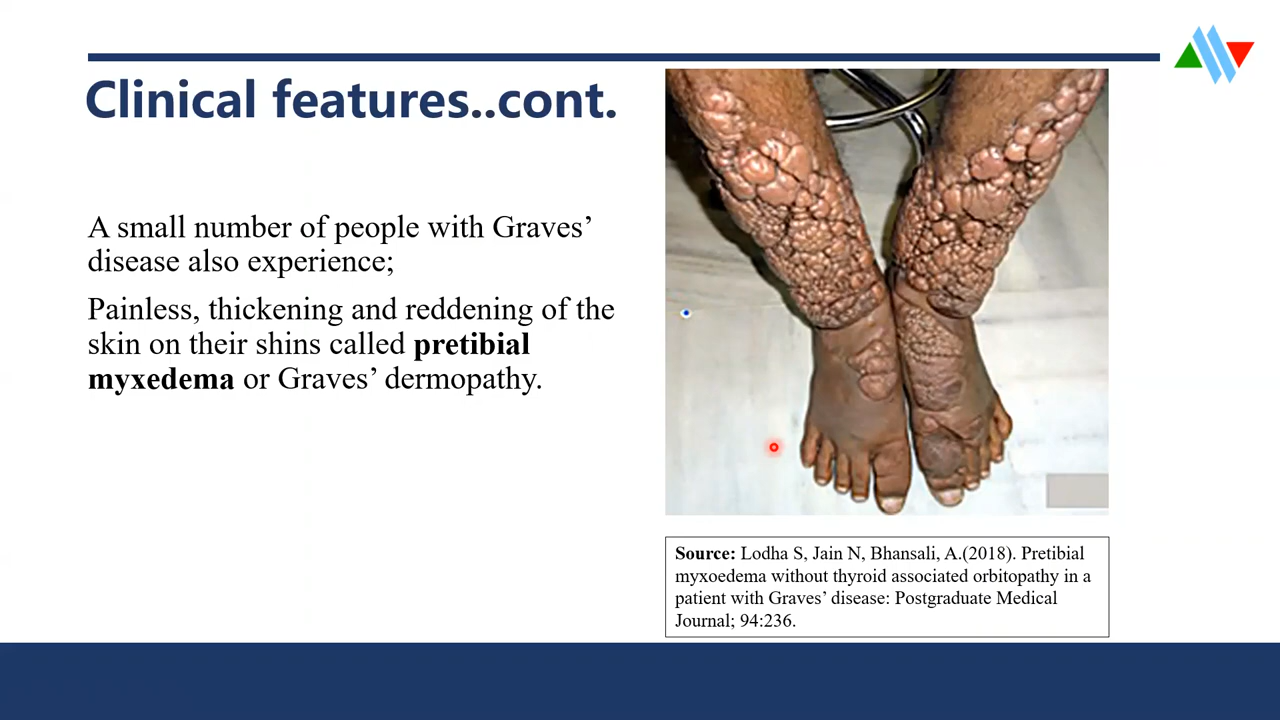 Clinical features..cont.
A small number of people with Graves’
disease also experience;
Painless, thickening and reddening of the
skin on their shins called pretibial
myxedema or Graves’ dermopathy.
Source: Lodha S, Jain N, Bhansali, A.(2018). Pretibial
myxoedema without thyroid associated orbitopathy in a
patient with Graves’ disease: Postgraduate Medical
Journal; 94:236.